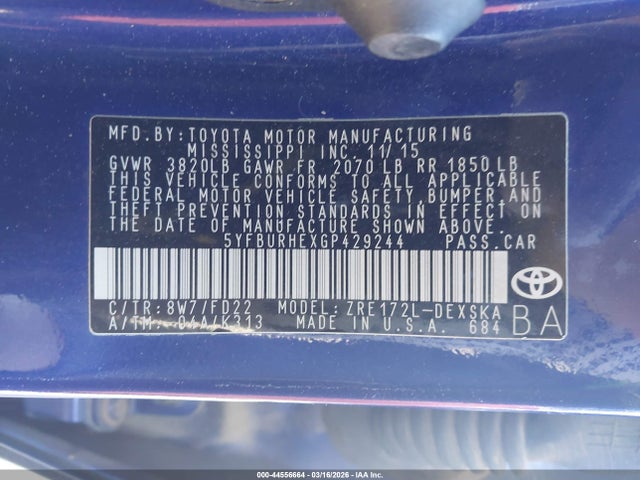 MFD. BY: TOYOTA MOTOR MANUFACTURING
MISSISSIPPI INC. 11/15
GVWR 3820LB GAWR FR 2070 LB RR 1850 LB
THIS VEHICLE CONFORMS TO ALL APPLICABLE
FEDERAL MOTOR VEHICLE SAFETY, BUMPER, AND
THEFT PREVENTION STANDARDS IN EFFECT ON
THE DATE OF MANUFACTURE SHOWN ABOVE.
5YFBURHEXGP429244 PASS. CAR
C/TR: 8W7/FD22 MODEL: ZRE172L-DEXSKA
A/TM: 04A/K313 MADE IN U.S.A. 684
BA
000-44556664 | 03/16/2026 | IAA Inc.